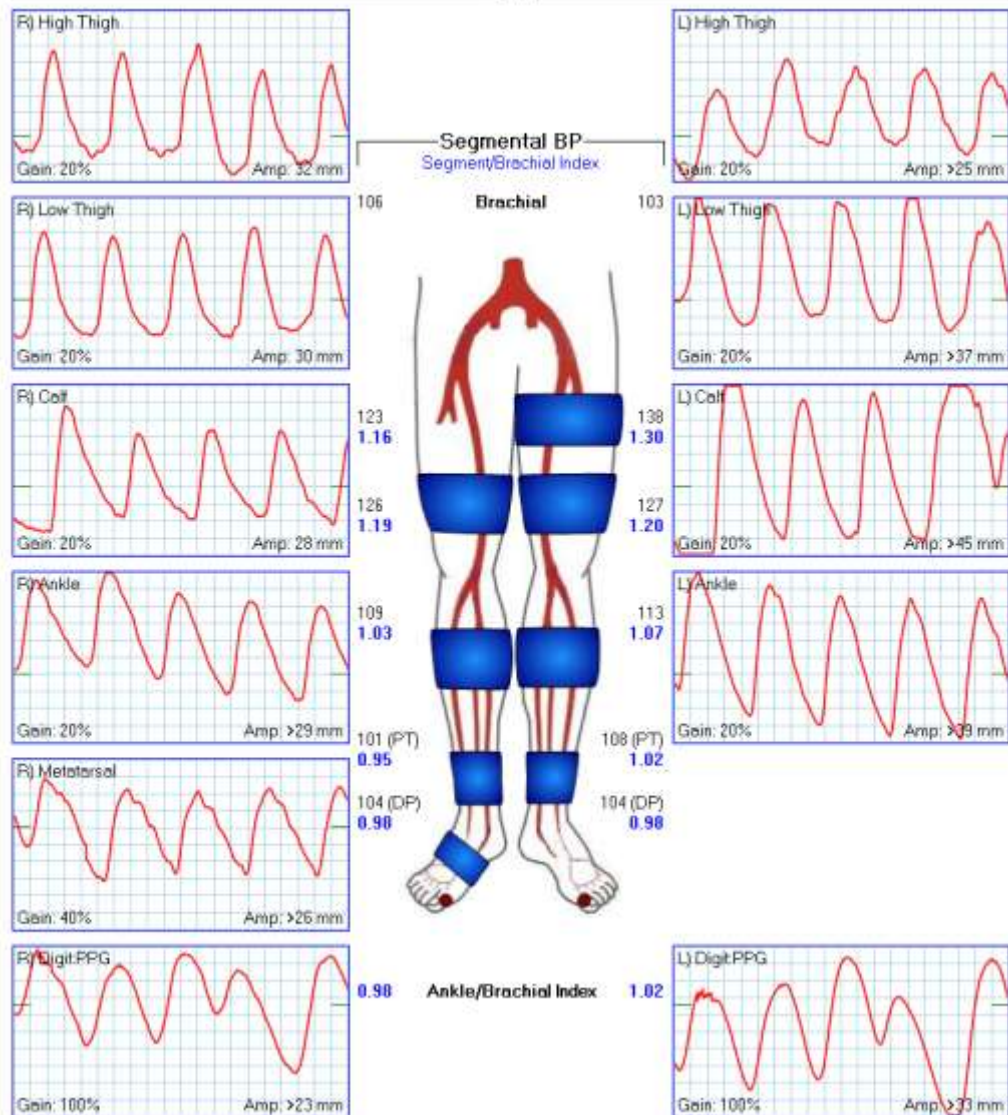 R) High Thigh
Gain: 20% Amp: 32 mm
L) High Thigh
Gain: 20% Amp: >25 mm
Segmental BP
Segment/Brachial Index
106 Brachial 103
R) Low Thigh
Gain: 20% Amp: 30 mm
L) Low Thigh
Gain: 20% Amp: >37 mm
R) Calf
Gain: 20% Amp: 28 mm
123
1.16
126
1.19
138
1.30
127
1.20
L) Calf
Gain: 20% Amp: >45 mm
R) Ankle
Gain: 20% Amp: >29 mm
109
1.03
113
1.07
L) Ankle
Gain: 20% Amp: >39 mm
101 (PT)
0.95
108 (PT)
1.02
R) Metatarsal
Gain: 40% Amp: >26 mm
104 (DP)
0.98
104 (DP)
0.98
R) Digit PPG
Gain: 100% Amp: >23 mm
0.98 Ankle/Brachial Index 1.02
L) Digit PPG
Gain: 100% Amp: >33 mm